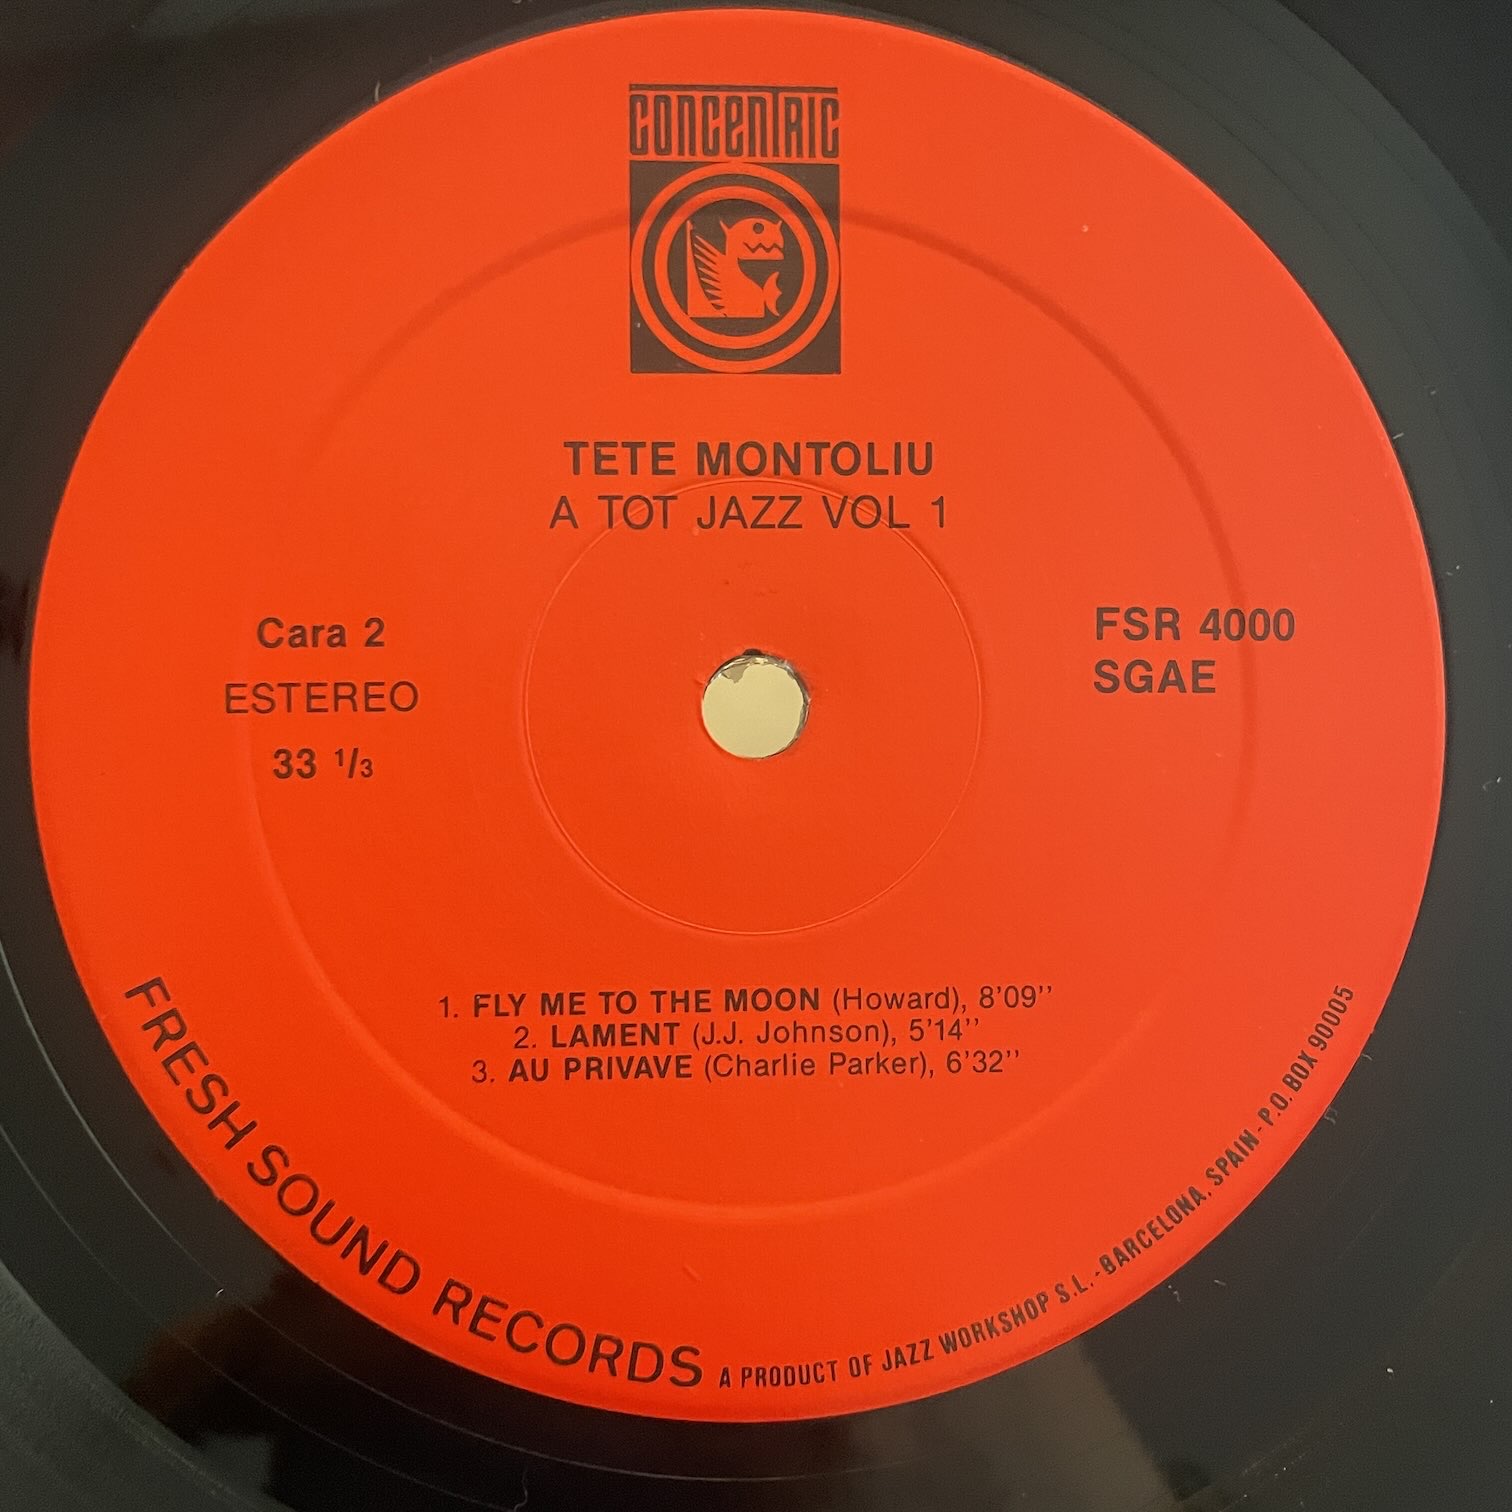 CONCENTRIC
TETE MONTOLIU
A TOT JAZZ VOL 1
Cara 2
ESTEREO
33 1/3
FSR 4000
SGAE
1. FLY ME TO THE MOON (Howard), 8'09''
2. LAMENT (J.J. Johnson), 5'14''
3. AU PRIVAVE (Charlie Parker), 6'32''
FRESH SOUND RECORDS A PRODUCT OF JAZZ WORKSHOP S.L.-BARCELONA, SPAIN-P.O. BOX 90005